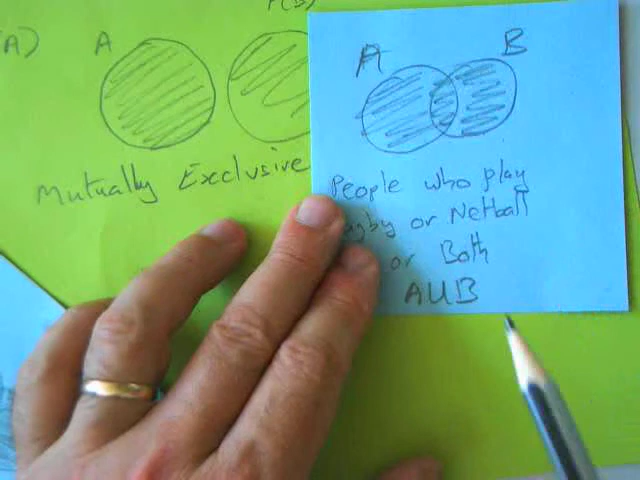 A)
A
Mutually Exclusive
A
B
People who play
or Netball
or Both
AUB